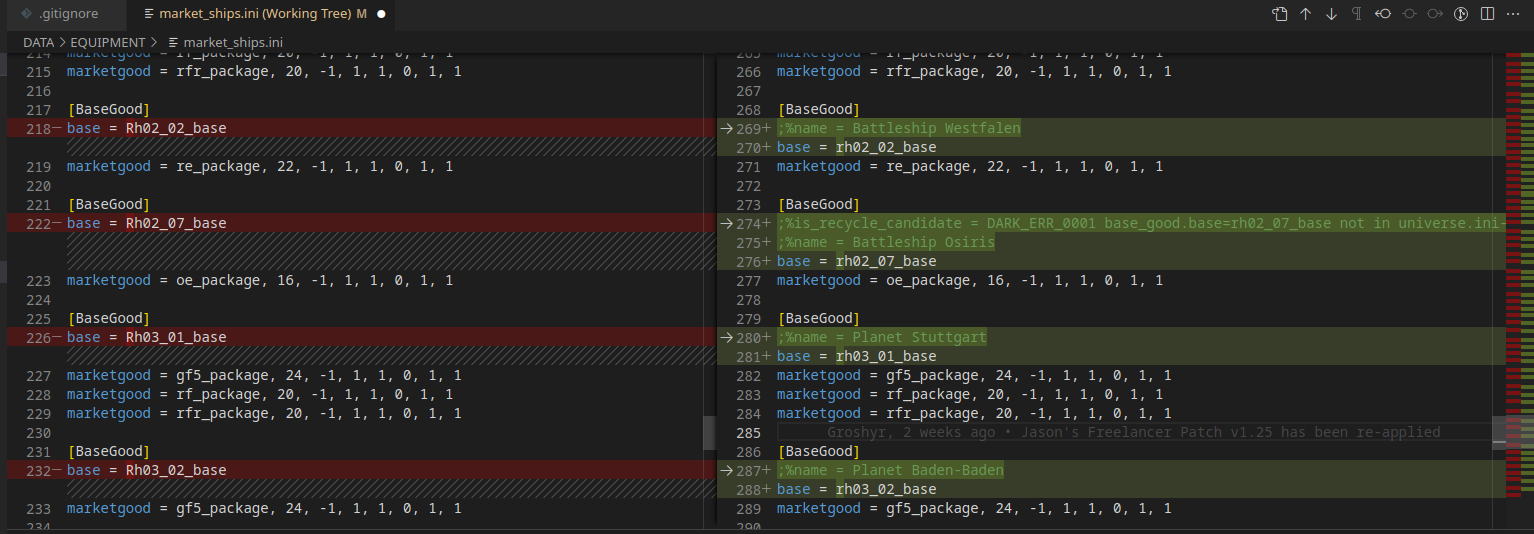 .gitignore
market_ships.ini (Working Tree) M
DATA > EQUIPMENT > market_ships.ini
214 marketgood = rf_package, 20, -1, 1, 1, 0, 1, 1
215 marketgood = rfr_package, 20, -1, 1, 1, 0, 1, 1
216
217 [BaseGood]
218− base = Rh02_02_base
219 marketgood = re_package, 22, -1, 1, 1, 0, 1, 1
220
221 [BaseGood]
222− base = Rh02_07_base
223 marketgood = oe_package, 16, -1, 1, 1, 0, 1, 1
224
225 [BaseGood]
226− base = Rh03_01_base
227 marketgood = gf5_package, 24, -1, 1, 1, 0, 1, 1
228 marketgood = rf_package, 20, -1, 1, 1, 0, 1, 1
229 marketgood = rfr_package, 20, -1, 1, 1, 0, 1, 1
230
231 [BaseGood]
232− base = Rh03_02_base
233 marketgood = gf5_package, 24, -1, 1, 1, 0, 1, 1
234
265 marketgood = rf_package, 20, -1, 1, 1, 0, 1, 1
266 marketgood = rfr_package, 20, -1, 1, 1, 0, 1, 1
267
268 [BaseGood]
→ 269+ ;%name = Battleship Westfalen
270+ base = rh02_02_base
271 marketgood = re_package, 22, -1, 1, 1, 0, 1, 1
272
273 [BaseGood]
→ 274+ ;%is_recycle_candidate = DARK_ERR_0001 base_good.base=rh02_07_base not in universe.ini-
275+ ;%name = Battleship Osiris
276+ base = rh02_07_base
277 marketgood = oe_package, 16, -1, 1, 1, 0, 1, 1
278
279 [BaseGood]
→ 280+ ;%name = Planet Stuttgart
281+ base = rh03_01_base
282 marketgood = gf5_package, 24, -1, 1, 1, 0, 1, 1
283 marketgood = rf_package, 20, -1, 1, 1, 0, 1, 1
284 marketgood = rfr_package, 20, -1, 1, 1, 0, 1, 1
285 Groshyr, 2 weeks ago • Jason's Freelancer Patch v1.25 has been re-applied
286 [BaseGood]
→ 287+ ;%name = Planet Baden-Baden
288+ base = rh03_02_base
289 marketgood = gf5_package, 24, -1, 1, 1, 0, 1, 1
290